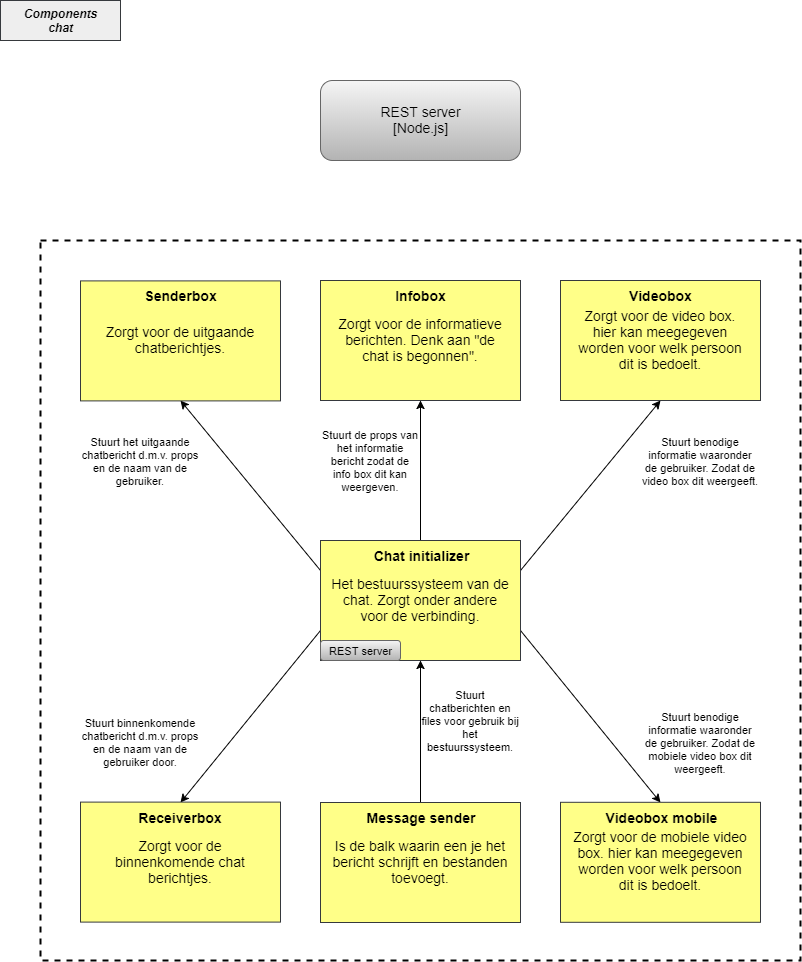 Components
chat
REST server
[Node.js]
Senderbox
Zorgt voor de uitgaande
chatberichtjes.
Infobox
Zorgt voor de informatieve
berichten. Denk aan "de
chat is begonnen".
Videobox
Zorgt voor de video box.
hier kan meegegeven
worden voor welk persoon
dit is bedoelt.
Stuurt het uitgaande
chatbericht d.m.v. props
en de naam van de
gebruiker.
Stuurt de props van
het informatie
bericht zodat de
info box dit kan
weergeven.
Stuurt benodige
informatie waaronder
de gebruiker. Zodat de
video box dit weergeeft.
Chat initializer
Het bestuurssysteem van de
chat. Zorgt onder andere
voor de verbinding.
REST server
Stuurt binnenkomende
chatbericht d.m.v. props
en de naam van de
gebruiker door.
Stuurt
chatberichten en
files voor gebruik bij
het
bestuurssysteem.
Stuurt benodige
informatie waaronder
de gebruiker. Zodat de
mobiele video box dit
weergeeft.
Receiverbox
Zorgt voor de
binnenkomende chat
berichtjes.
Message sender
Is de balk waarin een je het
bericht schrijft en bestanden
toevoegt.
Videobox mobile
Zorgt voor de mobiele video
box. hier kan meegegeven
worden voor welk persoon
dit is bedoelt.